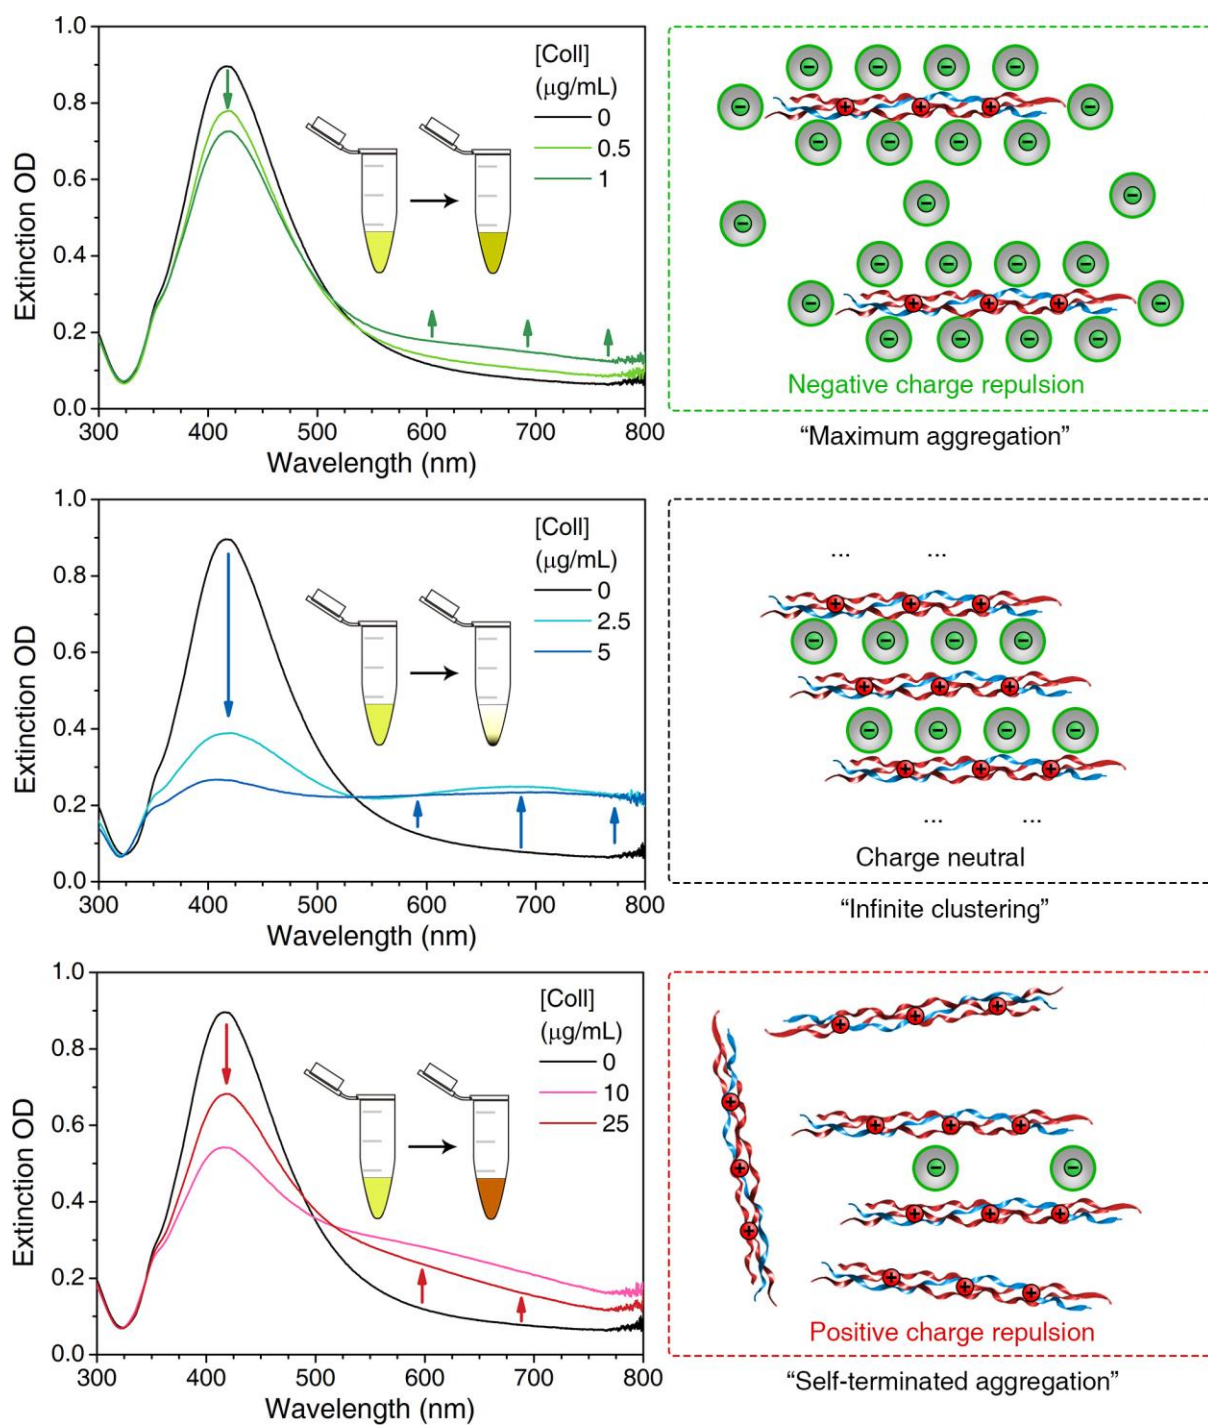 1.0
0.8
0.6
0.4
0.2
0.0
Extinction OD
300 400 500 600 700 800
Wavelength (nm)
[Coll]
(μg/mL)
0
0.5
1
Negative charge repulsion
“Maximum aggregation”
1.0
0.8
0.6
0.4
0.2
0.0
Extinction OD
300 400 500 600 700 800
Wavelength (nm)
[Coll]
(μg/mL)
0
2.5
5
... ...
... ...
Charge neutral
“Infinite clustering”
1.0
0.8
0.6
0.4
0.2
0.0
Extinction OD
300 400 500 600 700 800
Wavelength (nm)
[Coll]
(μg/mL)
0
10
25
Positive charge repulsion
“Self-terminated aggregation”